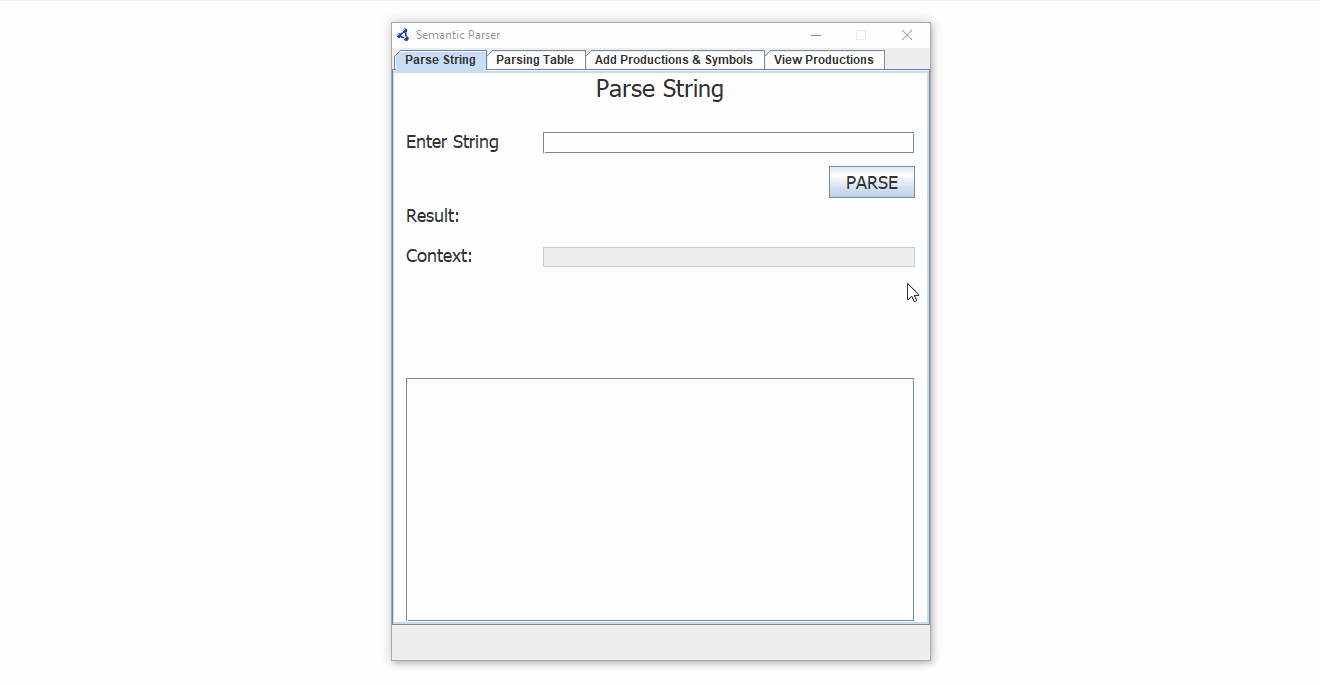 Semantic Parser
Parse String Parsing Table Add Productions & Symbols View Productions
Parse String
Enter String
PARSE
Result:
Context: